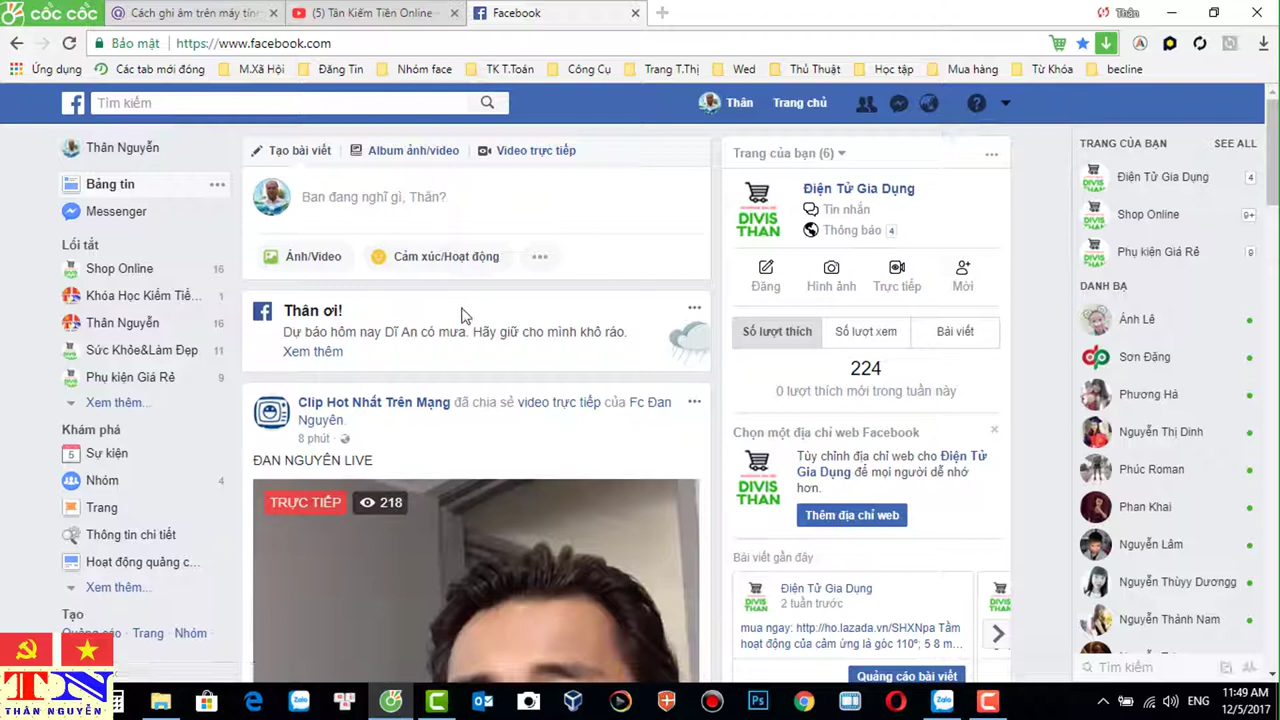 CỐC CỐC
Cách ghi âm trên máy tín
(5) Tân Kiếm Tiền Online
Facebook
Thân
Bảo mật
https://www.facebook.com
Ứng dụng
Các tab mới đóng
M.Xã Hội
Đăng Tin
Nhóm face
TK T.Toán
Công Cụ
Trang T.Thị
Wed
Thủ Thuật
Học tập
Mua hàng
Từ Khóa
becline
Tìm kiếm
Thân
Trang chủ
Thân Nguyễn
Bảng tin
Messenger
Lối tắt
Shop Online 16
Khóa Học Kiếm Tiề... 1
Thân Nguyễn 16
Sức Khỏe&Làm Đẹp
Phụ kiện Giá Rẻ 9
Xem thêm...
Khám phá
5 Sự kiện
Nhóm 4
Trang
Thông tin chi tiết
Hoạt động quảng c...
Xem thêm...
Tạo
Quảng cáo · Trang · Nhóm ·
Tạo bài viết
Album ảnh/video
Video trực tiếp
Bạn đang nghĩ gì, Thân?
Ảnh/Video
Cảm xúc/Hoạt động
Thân ơi!
Dự báo hôm nay Dĩ An có mưa. Hãy giữ cho mình khô ráo.
Xem thêm
Clip Hot Nhất Trên Mạng đã chia sẻ video trực tiếp của Fc Đan
Nguyên.
8 phút ·
ĐAN NGUYÊN LIVE
TRỰC TIẾP
218
Trang của bạn (6)
DIVIS
THAN
Điện Tử Gia Dụng
Tin nhắn
Thông báo 4
Đăng
Hình ảnh
Trực tiếp
Mời
Số lượt thích
Số lượt xem
Bài viết
224
0 lượt thích mới trong tuần này
Chọn một địa chỉ web Facebook
DIVIS
THAN
Tùy chỉnh địa chỉ web cho Điện Tử
Gia Dụng để mọi người dễ nhớ
hơn.
Thêm địa chỉ web
Bài viết gần đây
Điện Tử Gia Dụng
2 tuần trước
mua ngay: http://ho.lazada.vn/SHXNpa Tầm
hoạt động của cảm ứng là góc 110º; 5 8 m...
Quảng cáo bài viết
TRANG CỦA BẠN
SEE ALL
Điện Tử Gia Dụng 4
Shop Online 9+
Phụ kiện Giá Rẻ 9
DANH BẠ
Ánh Lê
Sơn Đặng
Phương Hà
Nguyễn Thị Dinh
Phúc Roman
Phan Khai
Nguyễn Lâm
Nguyễn Thùyy Dươngg
Nguyễn Thành Nam
Tìm kiếm
TN
THÂN NGUYỄN
Zalo
Ps
Zalo
ENG
11:49 AM
12/5/2017